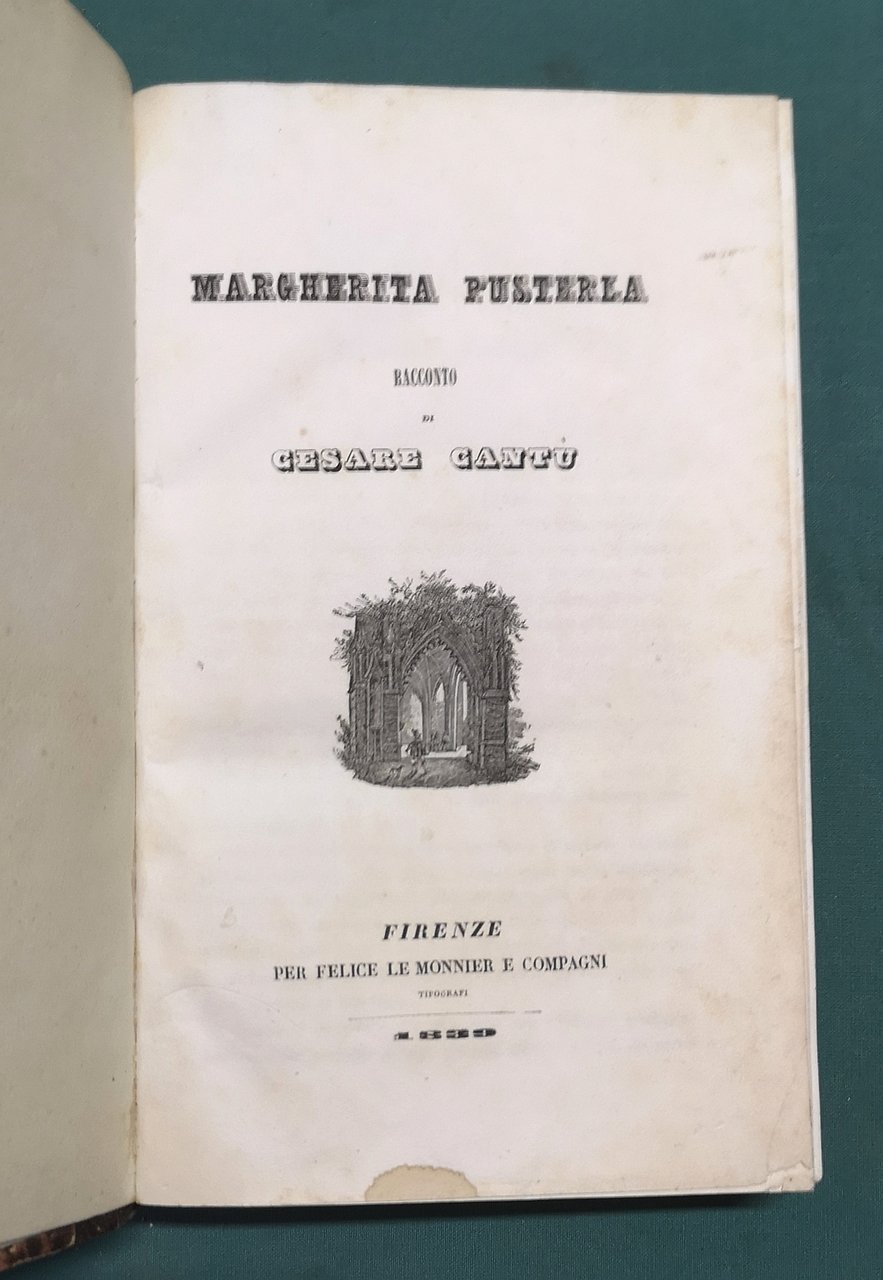 MARGHERITA PUSTERLA
RACCONTO
DI
CESARE CANTÙ
FIRENZE
PER FELICE LE MONNIER E COMPAGNI
TIPOGRAFI
1839